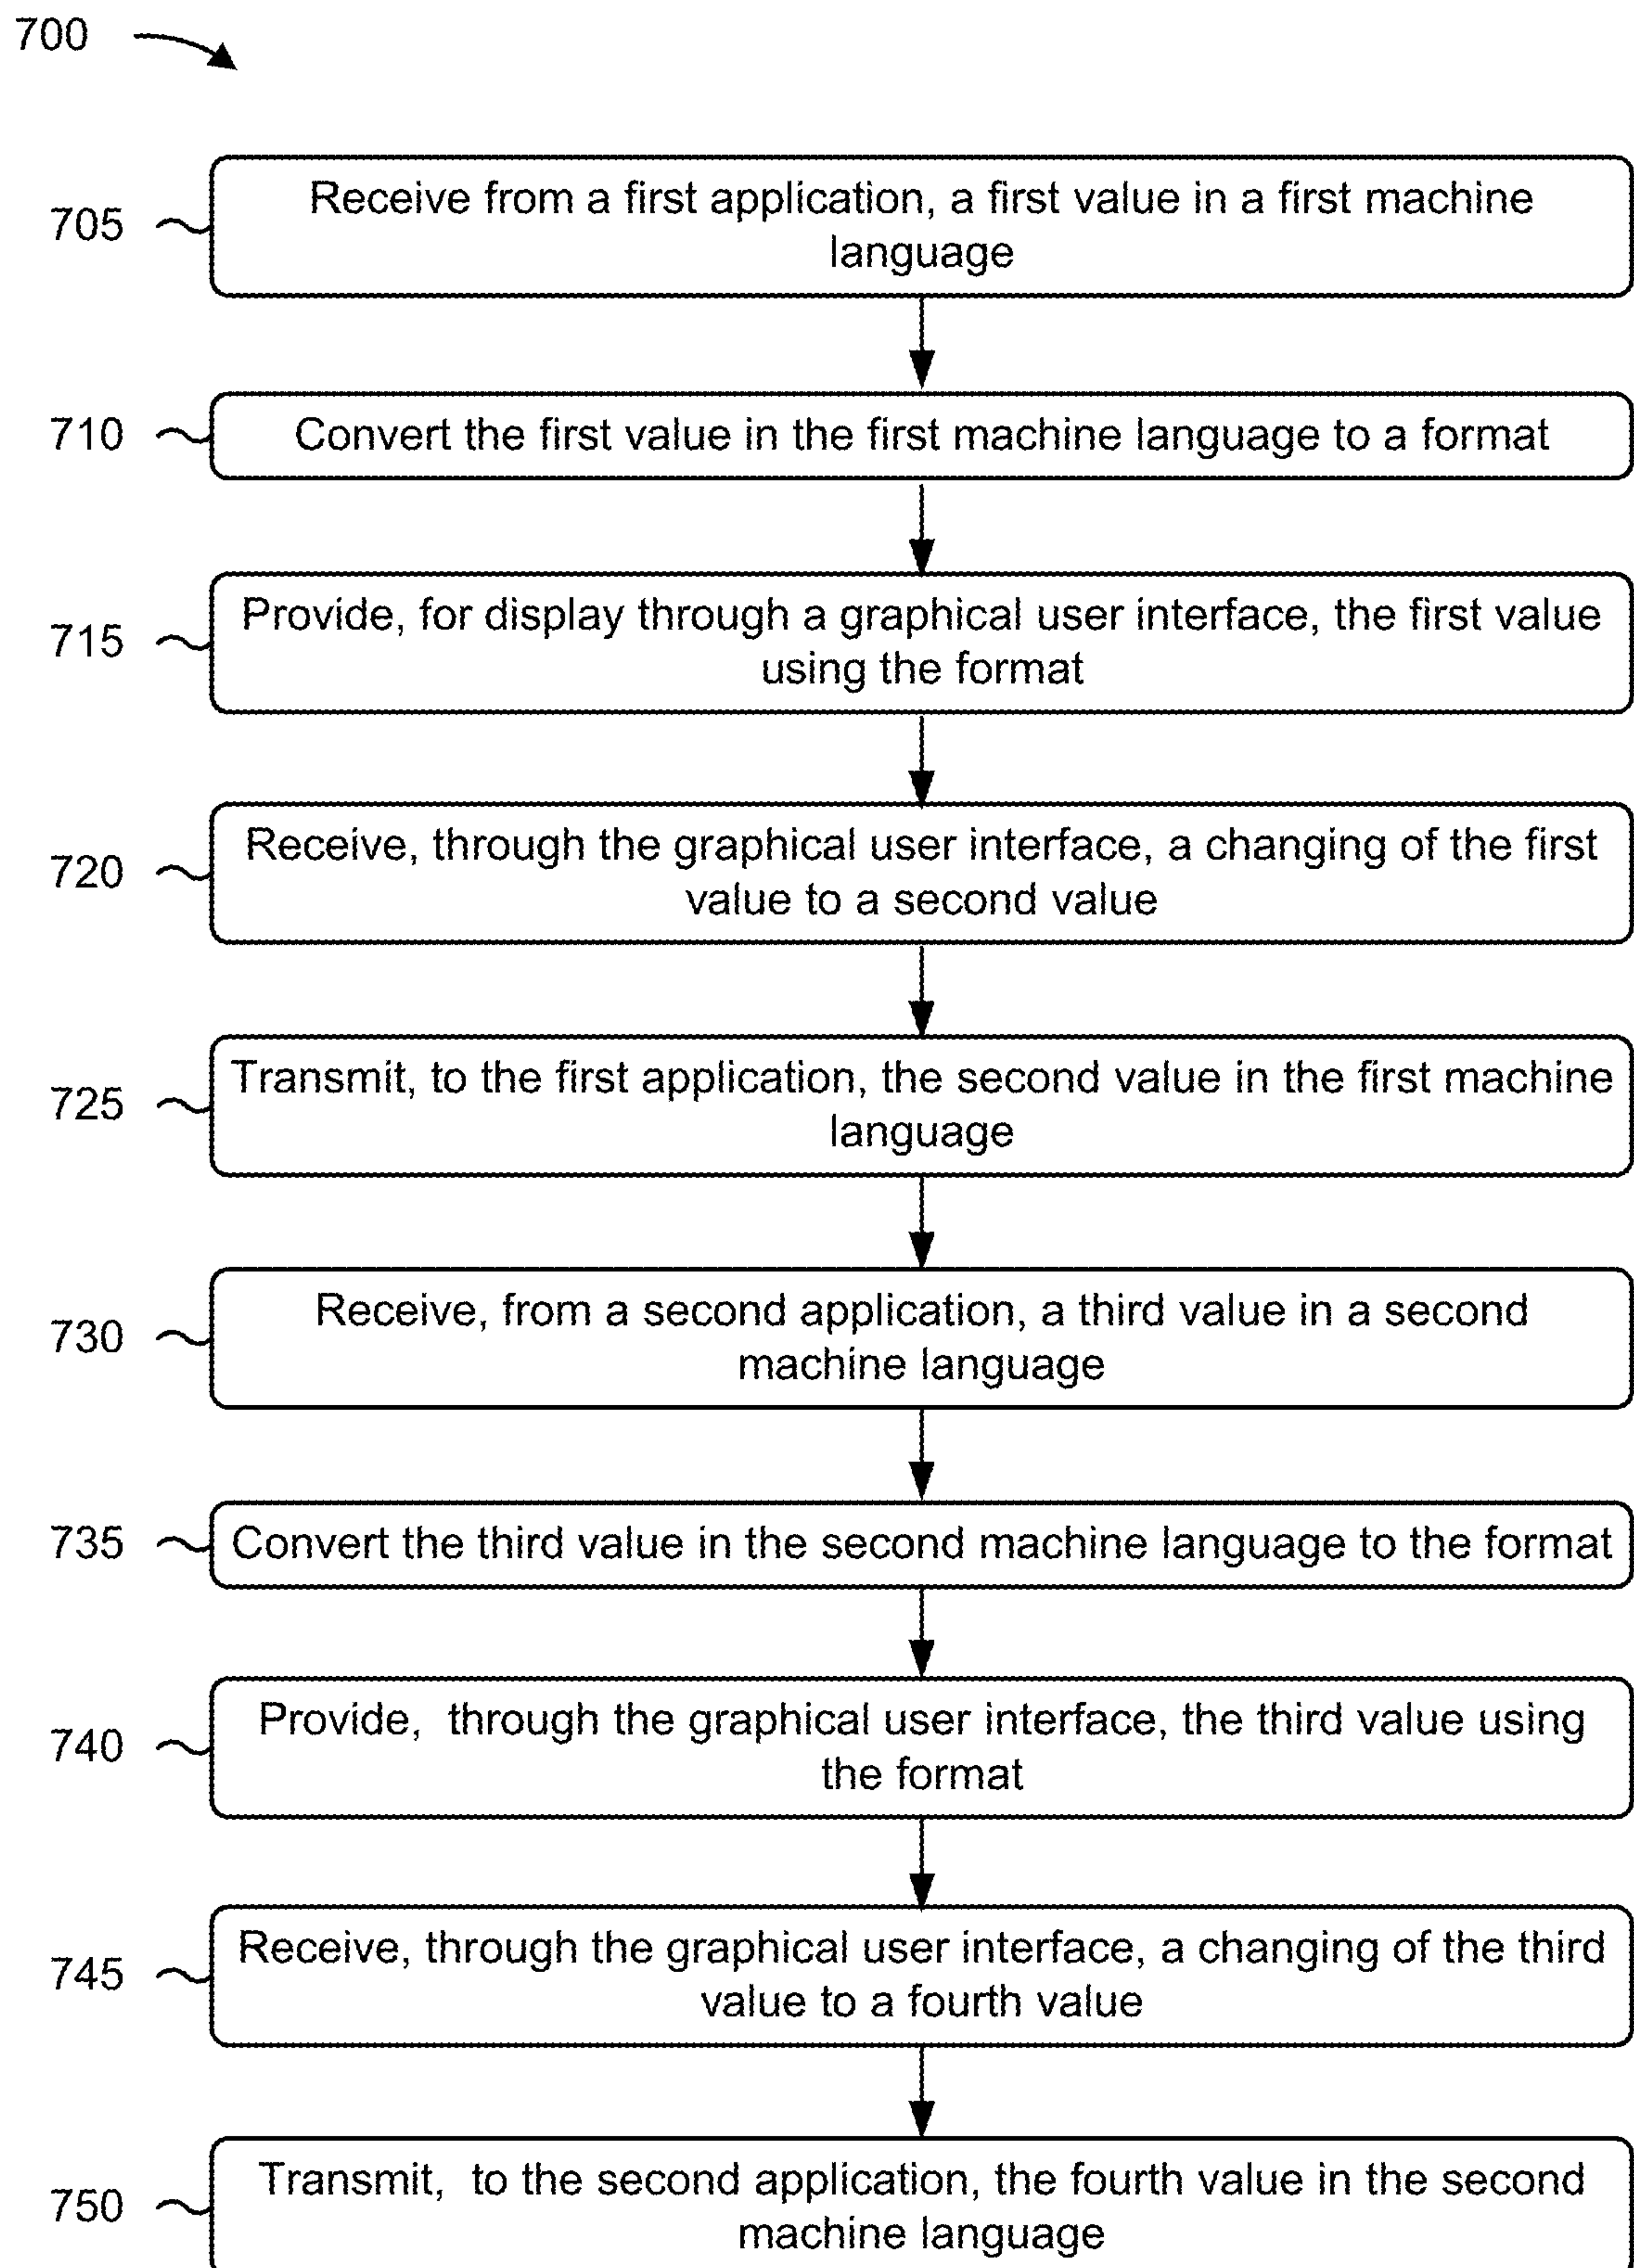 700
705
Receive from a first application, a first value in a first machine
language
710
Convert the first value in the first machine language to a format
715
Provide, for display through a graphical user interface, the first value
using the format
720
Receive, through the graphical user interface, a changing of the first
value to a second value
725
Transmit, to the first application, the second value in the first machine
language
730
Receive, from a second application, a third value in a second
machine language
735
Convert the third value in the second machine language to the format
740
Provide, through the graphical user interface, the third value using
the format
745
Receive, through the graphical user interface, a changing of the third
value to a fourth value
750
Transmit, to the second application, the fourth value in the second
machine language